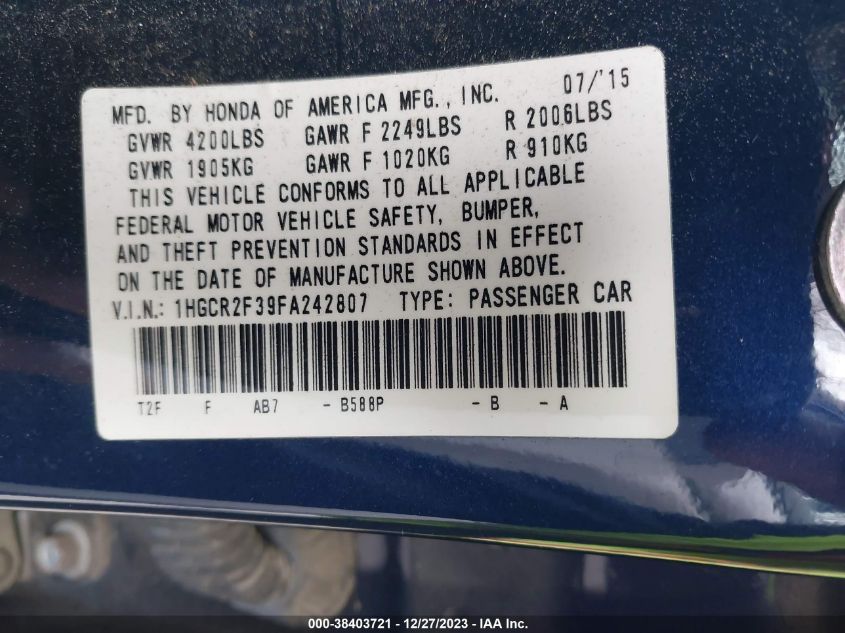 MFD. BY HONDA OF AMERICA MFG., INC. 07/'15
GVWR 4200LBS GAWR F 2249LBS R 2006LBS
GVWR 1905KG GAWR F 1020KG R 910KG
THIS VEHICLE CONFORMS TO ALL APPLICABLE
FEDERAL MOTOR VEHICLE SAFETY, BUMPER,
AND THEFT PREVENTION STANDARDS IN EFFECT
ON THE DATE OF MANUFACTURE SHOWN ABOVE.
V.I.N.: 1HGCR2F39FA242807 TYPE: PASSENGER CAR
T2F F AB7 - B588P - B - A
000-38403721 - 12/27/2023 - IAA Inc.